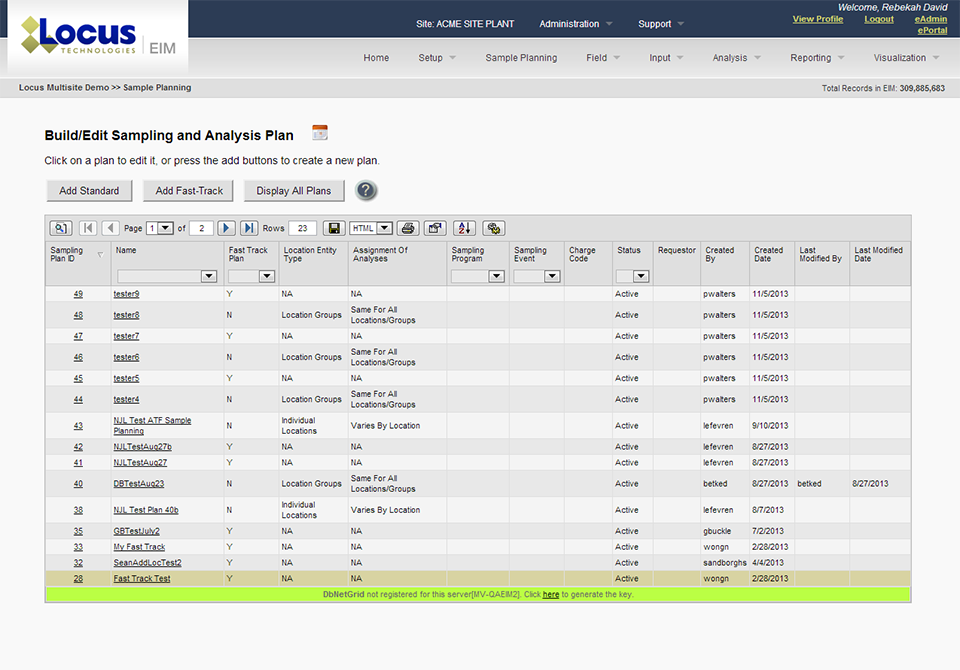 Welcome, Rebekah David
Locus TECHNOLOGIES EIM
Site: ACME SITE PLANT Administration Support View Profile Logout eAdmin
ePortal
Home Setup Sample Planning Field Input Analysis Reporting Visualization
Locus Multisite Demo >> Sample Planning Total Records in EIM: 309,885,683
Build/Edit Sampling and Analysis Plan
Click on a plan to edit it, or press the add buttons to create a new plan.
Add Standard Add Fast-Track Display All Plans ?
Page 1 of 2 Rows 23 HTML
Sampling Plan ID Name Fast Track Plan Location Entity Type Assignment Of Analyses Sampling Program Sampling Event Charge Code Status Requestor Created By Created Date Last Modified By Last Modified Date
49 tester9 Y NA NA Active pwalters 11/5/2013
48 tester8 N Location Groups Same For All Locations/Groups Active pwalters 11/5/2013
47 tester7 Y NA NA Active pwalters 11/5/2013
46 tester6 N Location Groups Same For All Locations/Groups Active pwalters 11/5/2013
45 tester5 Y NA NA Active pwalters 11/5/2013
44 tester4 N Location Groups Same For All Locations/Groups Active pwalters 11/5/2013
43 NJL Test ATF Sample Planning N Individual Locations Varies By Location Active lefevren 9/10/2013
42 NJLTestAug27b Y NA NA Active lefevren 8/27/2013
41 NJLTestAug27 Y NA NA Active lefevren 8/27/2013
40 DBTestAug23 N Location Groups Same For All Locations/Groups Active betked 8/27/2013 betked 8/27/2013
38 NJL Test Plan 40b N Individual Locations Varies By Location Active lefevren 8/7/2013
35 GBTestJuly2 Y NA NA Active gbuckle 7/2/2013
33 My Fast Track Y NA NA Active wongn 2/28/2013
32 SeanAddLocTest2 Y NA NA Active sandborghs 4/4/2013
28 Fast Track Test Y NA NA Active wongn 2/28/2013
DbNetGrid not registered for this server[MV-QAEIM2]. Click here to generate the key.